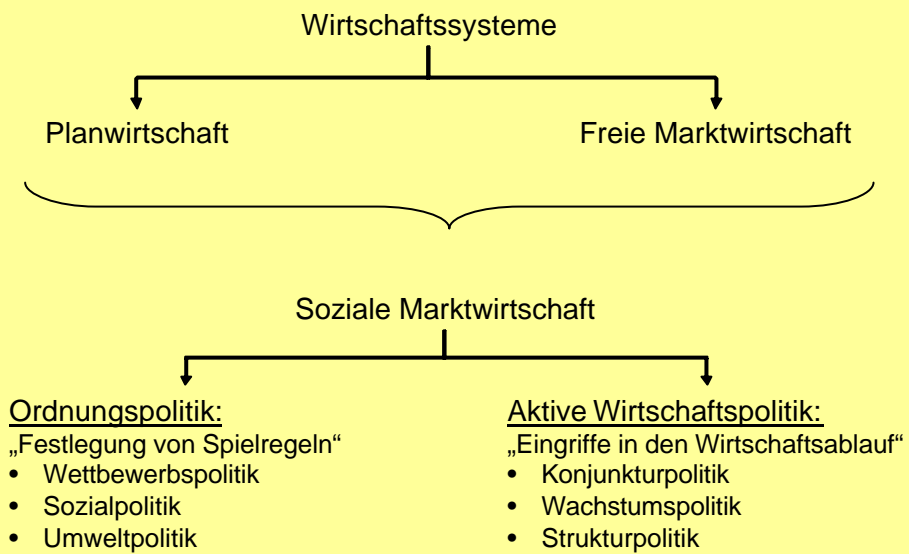 Wirtschaftssysteme
Planwirtschaft
Freie Marktwirtschaft
Soziale Marktwirtschaft
Ordnungspolitik:
„Festlegung von Spielregeln“
• Wettbewerbspolitik
• Sozialpolitik
• Umweltpolitik
Aktive Wirtschaftspolitik:
„Eingriffe in den Wirtschaftsablauf“
• Konjunkturpolitik
• Wachstumspolitik
• Strukturpolitik